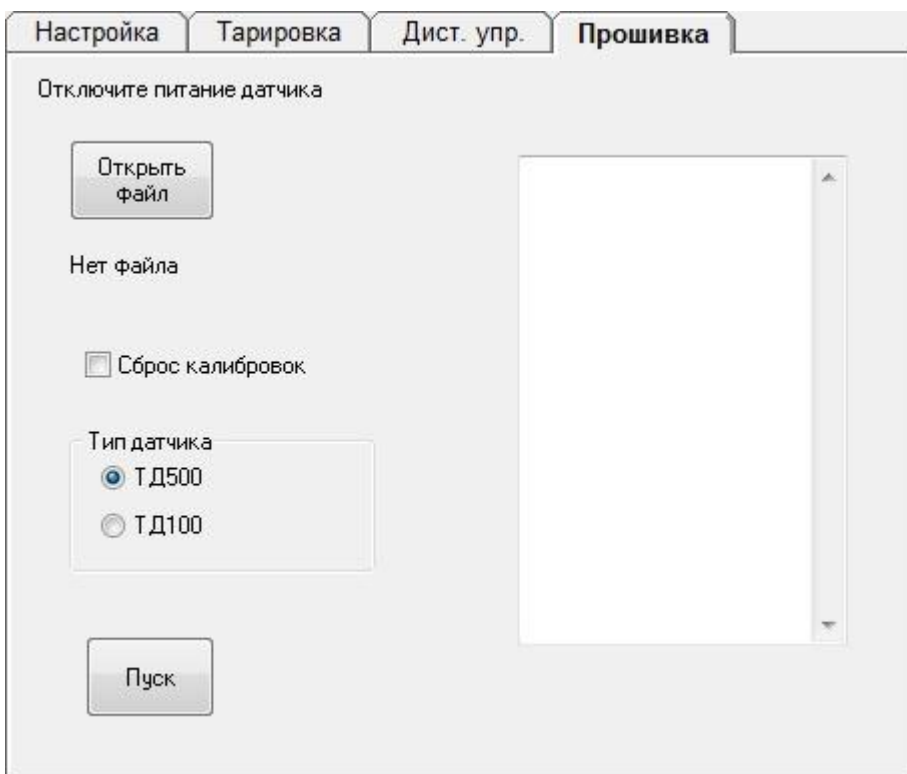 Настройка Тарировка Дист. упр. Прошивка
Отключите питание датчика
Открыть
файл
Нет файла
Сброс калибровок
Тип датчика
ТД500
ТД100
Пуск